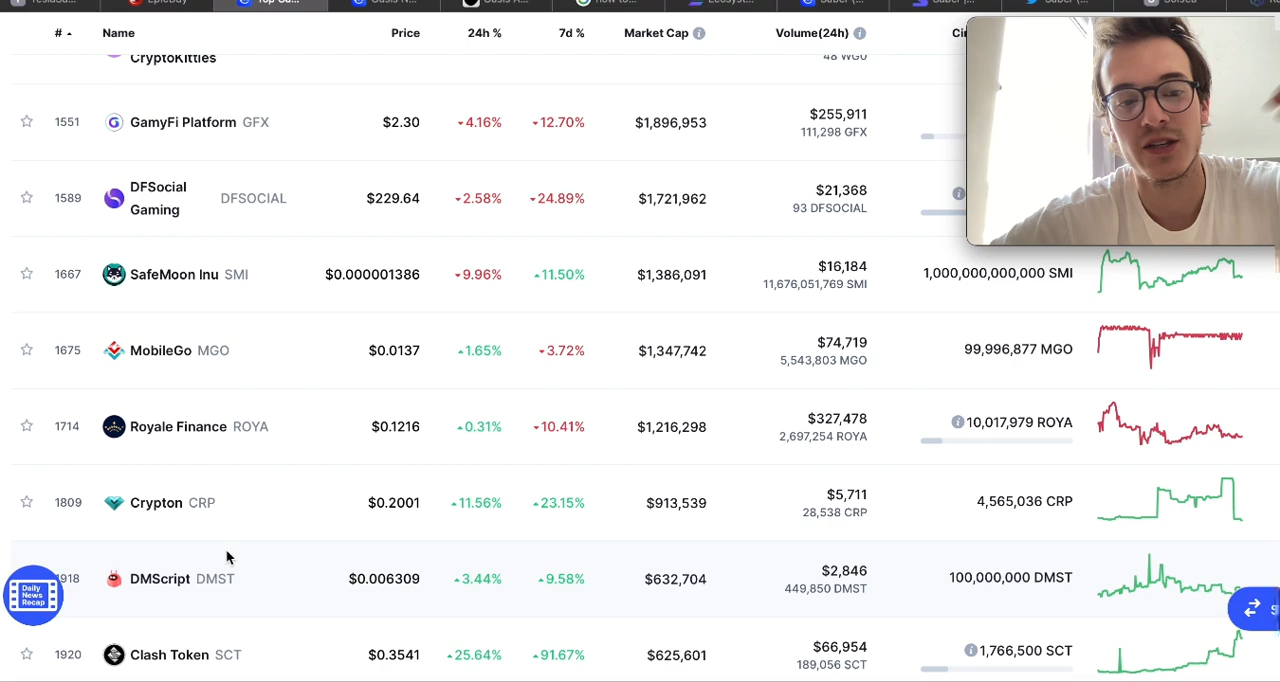 # Name Price 24h % 7d % Market Cap Volume(24h)
CryptoKitties
48 WGU
1551 GamyFi Platform GFX $2.30 4.16% 12.70% $1,896,953 $255,911
111,298 GFX
1589 DFSocial Gaming DFSOCIAL $229.64 2.58% 24.89% $1,721,962 $21,368
93 DFSOCIAL
1667 SafeMoon Inu SMI $0.000001386 9.96% 11.50% $1,386,091 $16,184 1,000,000,000,000 SMI
11,676,051,769 SMI
1675 MobileGo MGO $0.0137 1.65% 3.72% $1,347,742 $74,719 99,996,877 MGO
5,543,803 MGO
1714 Royale Finance ROYA $0.1216 0.31% 10.41% $1,216,298 $327,478 10,017,979 ROYA
2,697,254 ROYA
1809 Crypton CRP $0.2001 11.56% 23.15% $913,539 $5,711 4,565,036 CRP
28,538 CRP
918 DMScript DMST $0.006309 3.44% 9.58% $632,704 $2,846 100,000,000 DMST
449,850 DMST
Daily
News
Recap
1920 Clash Token SCT $0.3541 25.64% 91.67% $625,601 $66,954 1,766,500 SCT
189,056 SCT